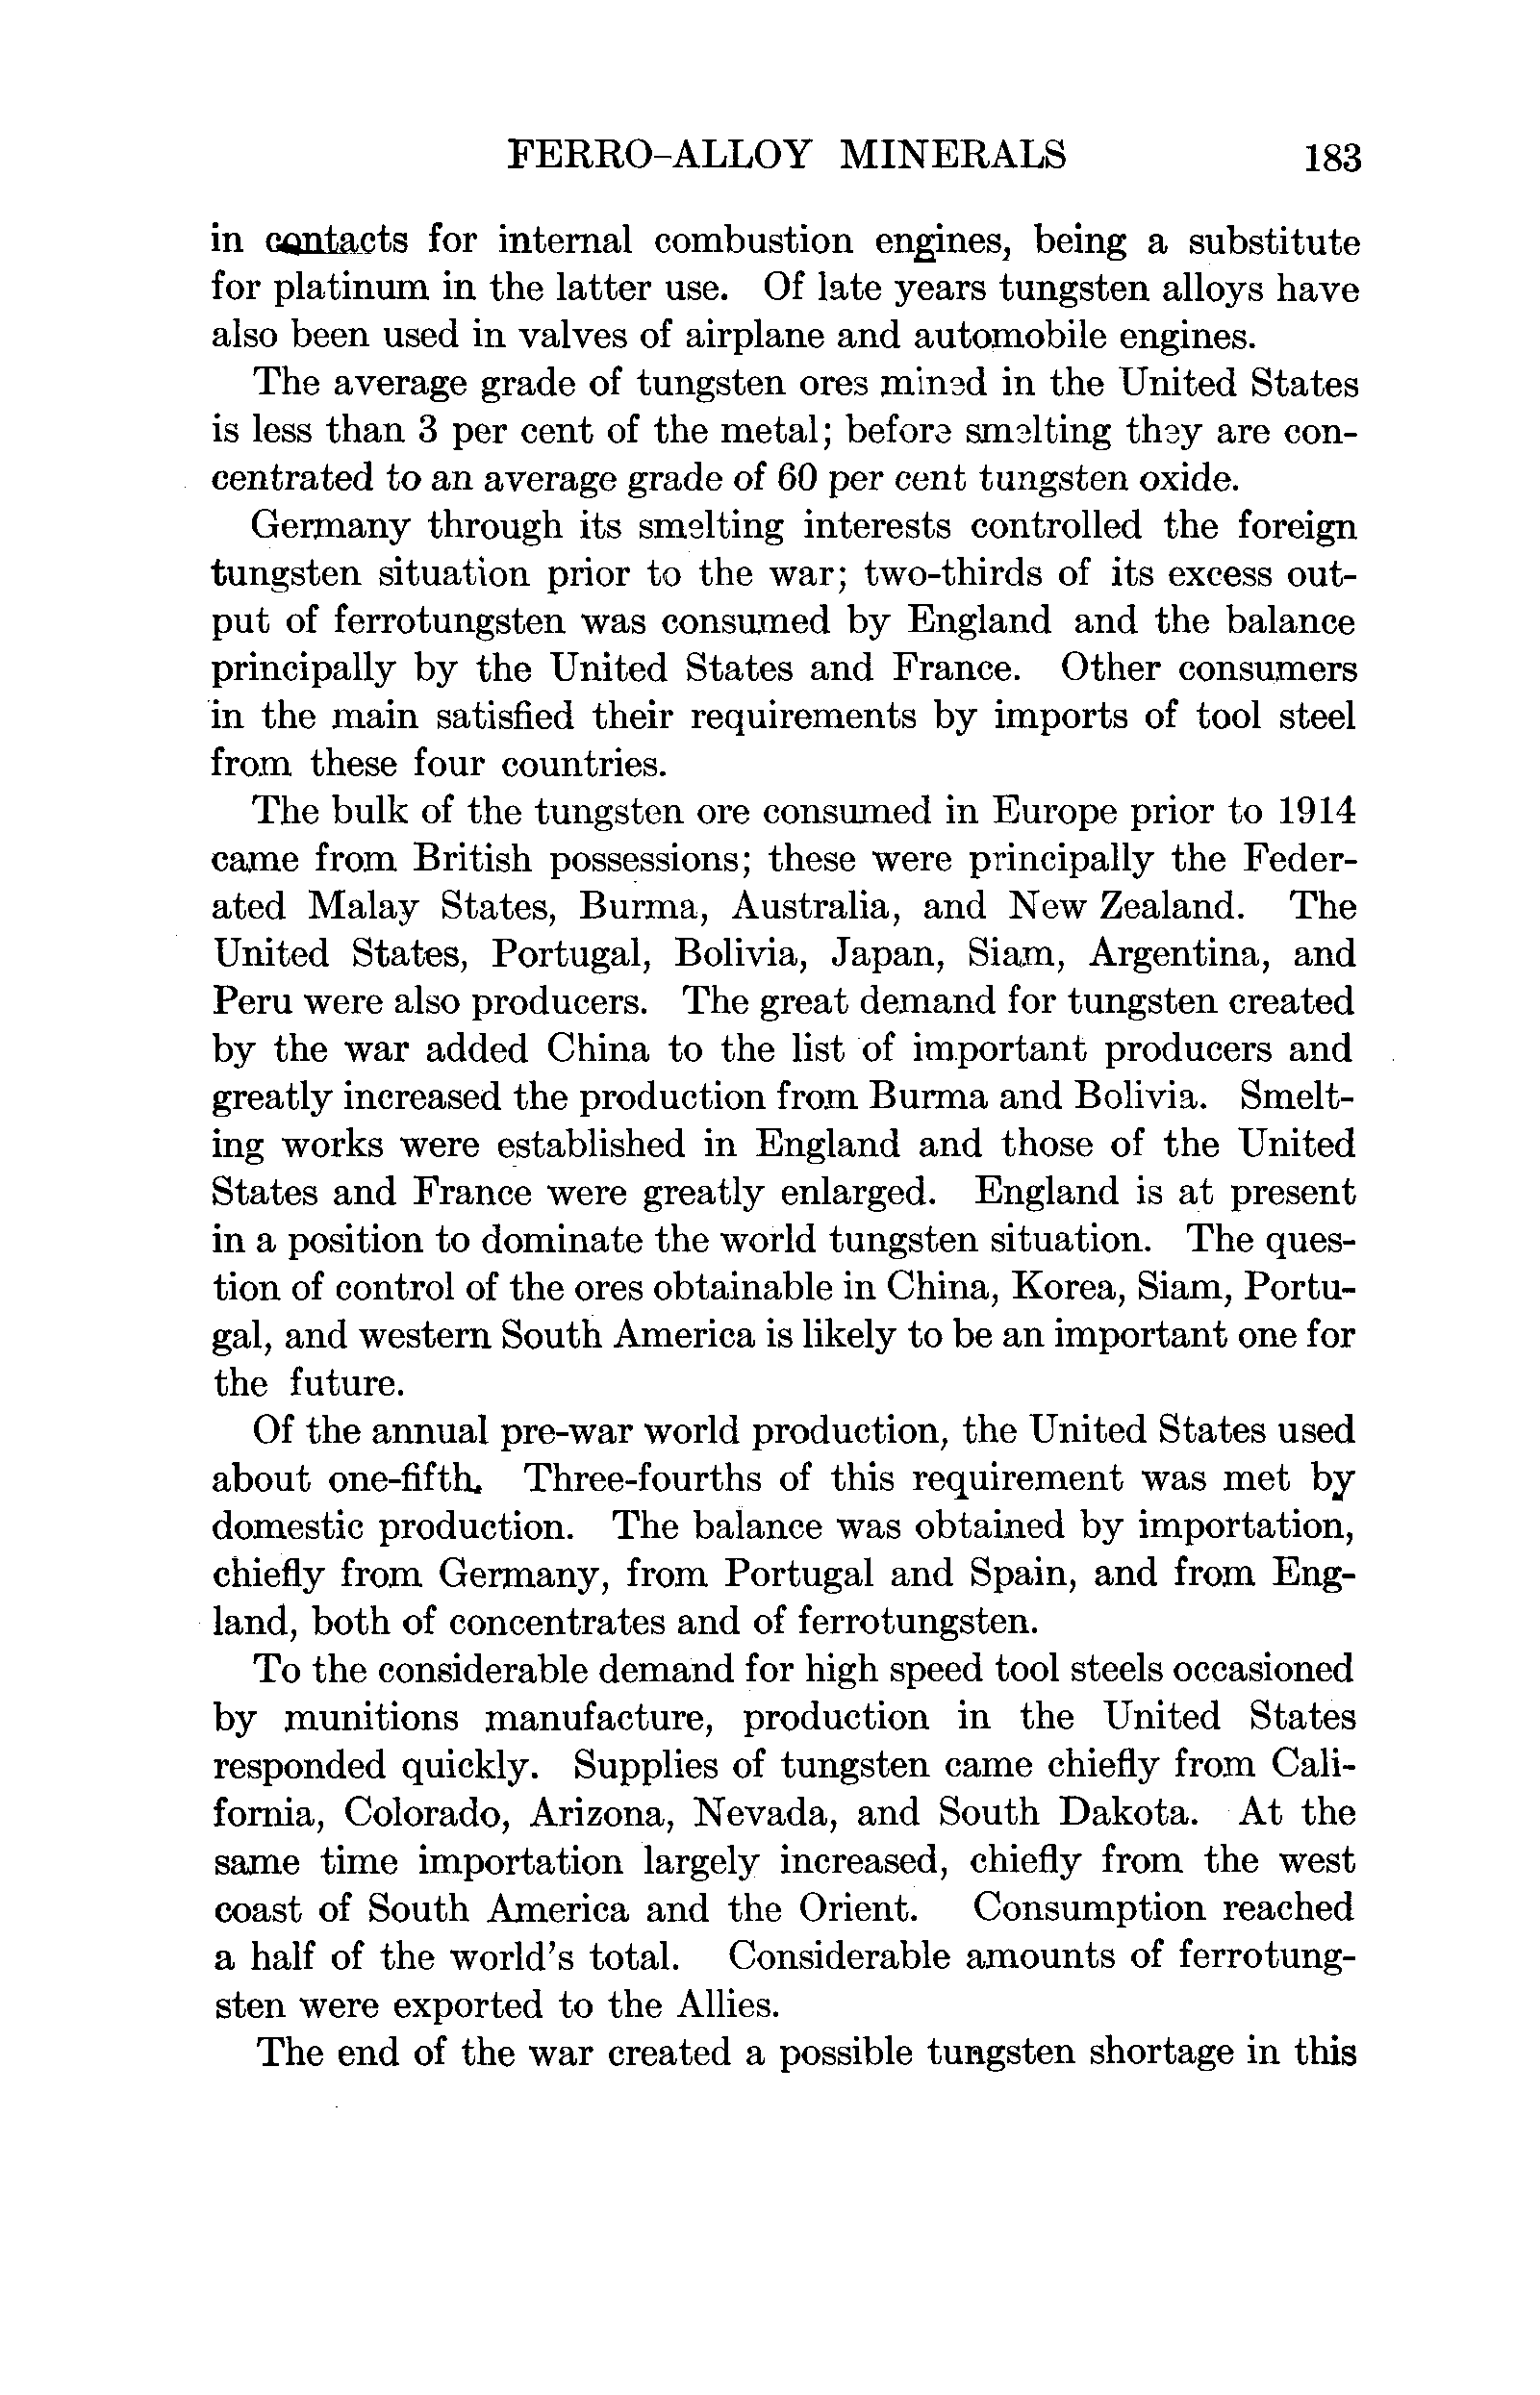 FERRO-ALLOY MINERALS 183
in contacts for internal combustion engines, being a substitute
for platinum in the latter use. Of late years tungsten alloys have
also been used in valves of airplane and automobile engines.
The average grade of tungsten ores mined in the United States
is less than 3 per cent of the metal; before smelting they are con-
centrated to an average grade of 60 per cent tungsten oxide.
Germany through its smelting interests controlled the foreign
tungsten situation prior to the war; two-thirds of its excess out-
put of ferrotungsten was consumed by England and the balance
principally by the United States and France. Other consumers
in the main satisfied their requirements by imports of tool steel
from these four countries.
The bulk of the tungsten ore consumed in Europe prior to 1914
came from British possessions; these were principally the Feder-
ated Malay States, Burma, Australia, and New Zealand. The
United States, Portugal, Bolivia, Japan, Siam, Argentina, and
Peru were also producers. The great demand for tungsten created
by the war added China to the list of important producers and
greatly increased the production from Burma and Bolivia. Smelt-
ing works were established in England and those of the United
States and France were greatly enlarged. England is at present
in a position to dominate the world tungsten situation. The ques-
tion of control of the ores obtainable in China, Korea, Siam, Portu-
gal, and western South America is likely to be an important one for
the future.
Of the annual pre-war world production, the United States used
about one-fifth. Three-fourths of this requirement was met by
domestic production. The balance was obtained by importation,
chiefly from Germany, from Portugal and Spain, and from Eng-
land, both of concentrates and of ferrotungsten.
To the considerable demand for high speed tool steels occasioned
by munitions manufacture, production in the United States
responded quickly. Supplies of tungsten came chiefly from Cali-
fornia, Colorado, Arizona, Nevada, and South Dakota. At the
same time importation largely increased, chiefly from the west
coast of South America and the Orient. Consumption reached
a half of the world's total. Considerable amounts of ferrotung-
sten were exported to the Allies.
The end of the war created a possible tungsten shortage in this